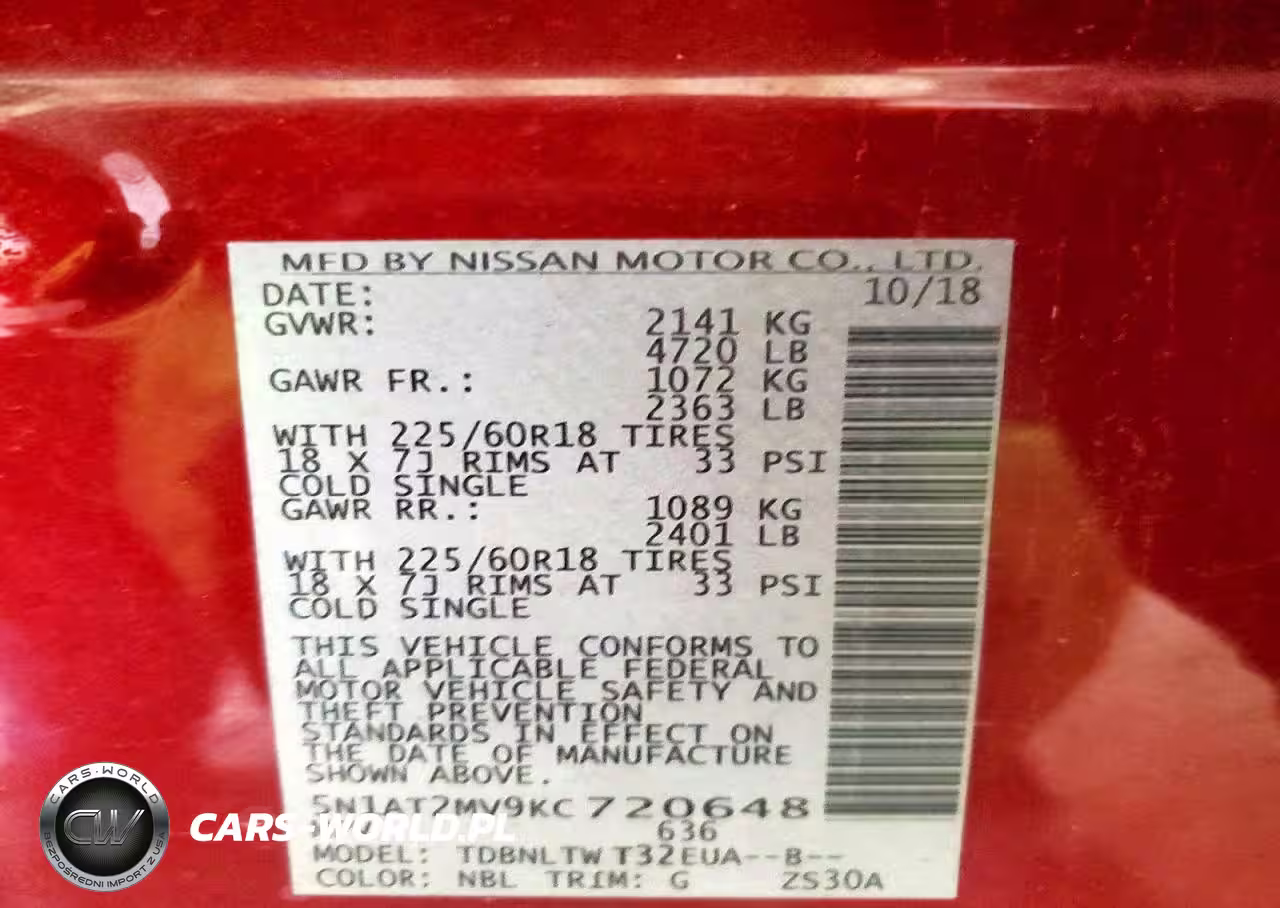 MFD BY NISSAN MOTOR CO., LTD.
DATE: 10/18
GVWR: 2141 KG
4720 LB
GAWR FR.: 1072 KG
2363 LB
WITH 225/60R18 TIRES
18 X 7J RIMS AT 33 PSI
COLD SINGLE
GAWR RR.: 1089 KG
2401 LB
WITH 225/60R18 TIRES
18 X 7J RIMS AT 33 PSI
COLD SINGLE
THIS VEHICLE CONFORMS TO
ALL APPLICABLE FEDERAL
MOTOR VEHICLE SAFETY AND
THEFT PREVENTION
STANDARDS IN EFFECT ON
THE DATE OF MANUFACTURE
SHOWN ABOVE.
5N1AT2MV9KC720648
636
MODEL: TDBNLTW T32EUA--B--
COLOR: NBL TRIM: G ZS30A
CARS-WORLD
CW
BEZPOŚREDNI IMPORT Z USA
CARS-WORLD.PL